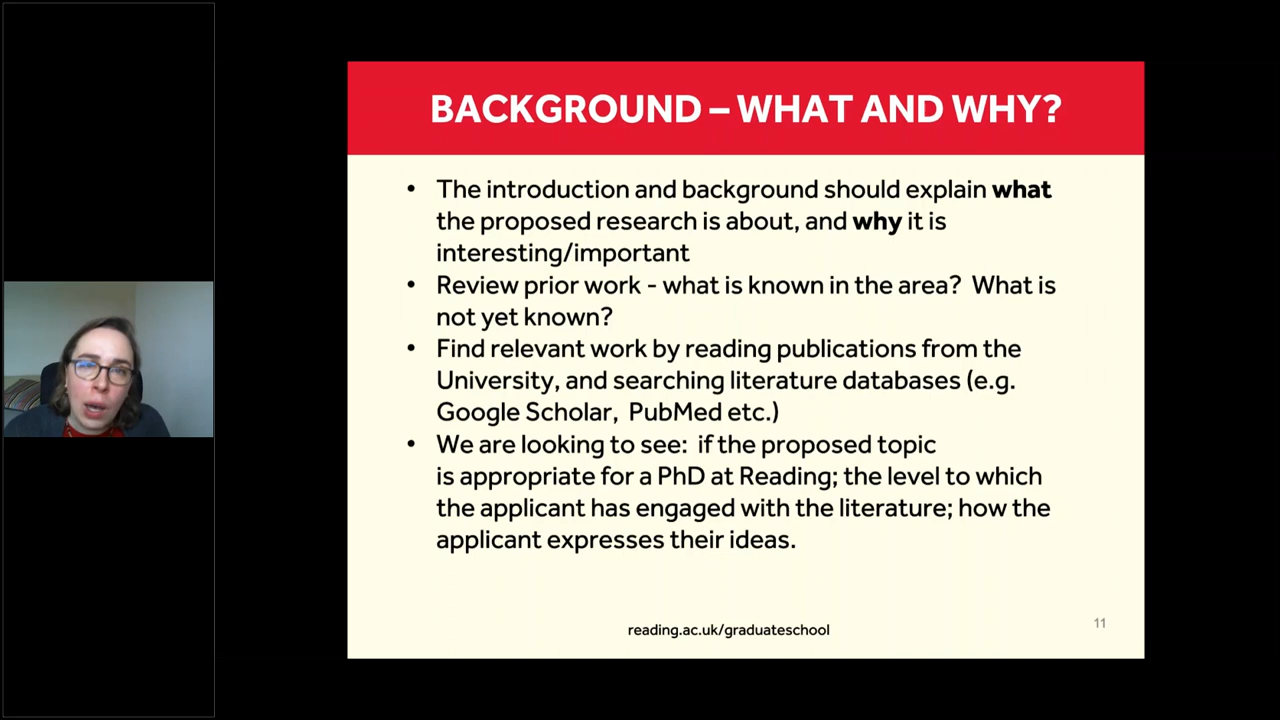 BACKGROUND – WHAT AND WHY?
• The introduction and background should explain what
the proposed research is about, and why it is
interesting/important
• Review prior work - what is known in the area?  What is
not yet known?
• Find relevant work by reading publications from the
University, and searching literature databases (e.g.
Google Scholar,  PubMed etc.)
• We are looking to see:  if the proposed topic
is appropriate for a PhD at Reading; the level to which
the applicant has engaged with the literature; how the
applicant expresses their ideas.
reading.ac.uk/graduateschool
11